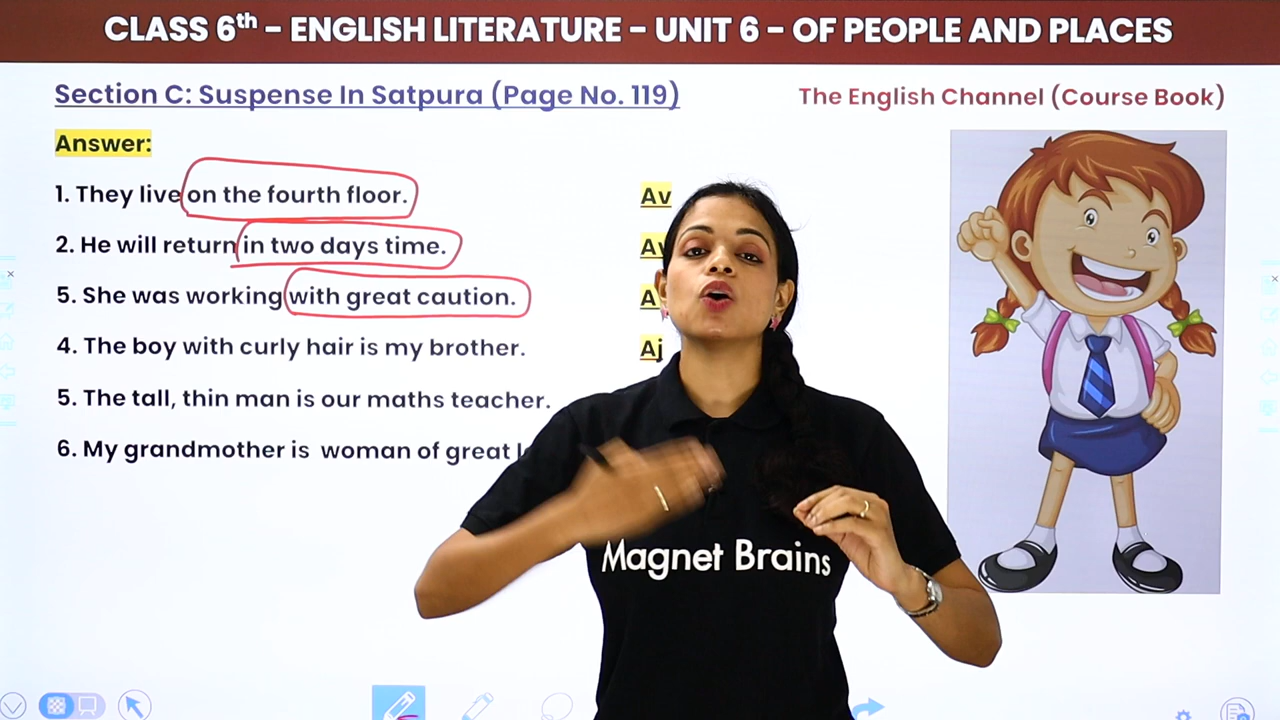 CLASS 6th - ENGLISH LITERATURE - UNIT 6 - OF PEOPLE AND PLACES
Section C: Suspense In Satpura (Page No. 119)
The English Channel (Course Book)
Answer:
1. They live on the fourth floor. Av
2. He will return in two days time.
5. She was working with great caution.
4. The boy with curly hair is my brother. Aj
5. The tall, thin man is our maths teacher.
6. My grandmother is woman of great
Magnet Brains